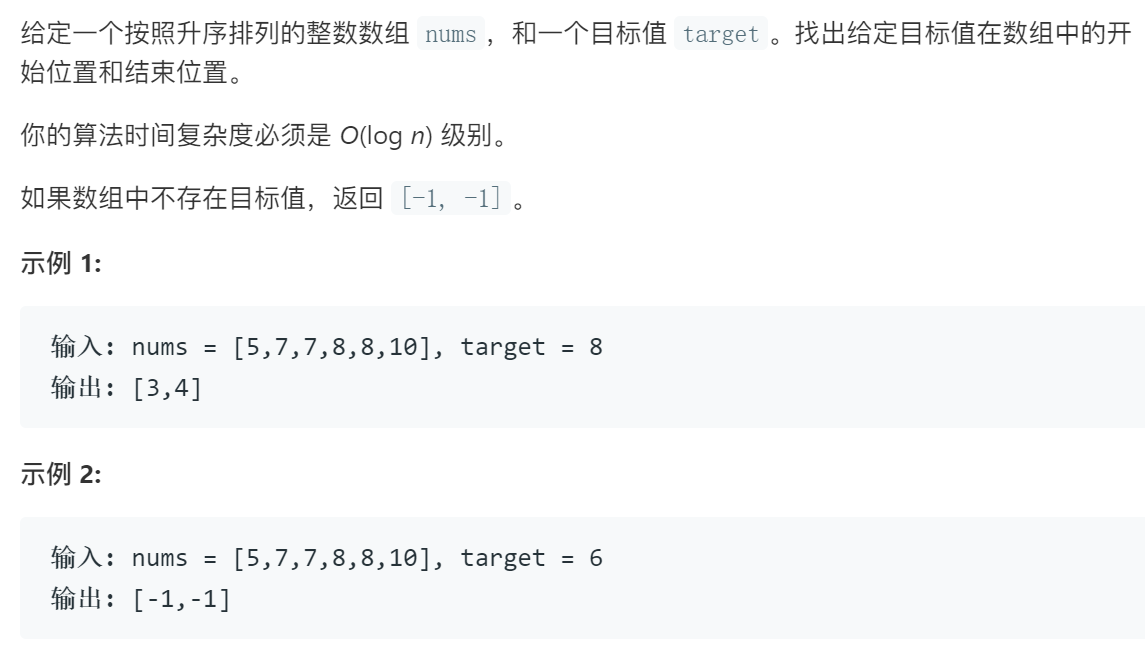 给定一个按照升序排列的整数数组 nums，和一个目标值 target。找出给定目标值在数组中的开
始位置和结束位置。
你的算法时间复杂度必须是 O(log n) 级别。
如果数组中不存在目标值，返回 [-1, -1]。
示例 1:
输入: nums = [5,7,7,8,8,10], target = 8
输出: [3,4]
示例 2:
输入: nums = [5,7,7,8,8,10], target = 6
输出: [-1,-1]